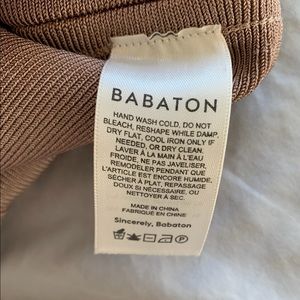 BABATON
HAND WASH COLD, DO NOT
BLEACH, RESHAPE WHILE DAMP,
DRY FLAT, COOL IRON ONLY IF
NEEDED, OR DRY CLEAN.
LAVER À LA MAIN À L'EAU
FROIDE, NE PAS JAVELISER,
REMODELER PENDANT QUE
L'ARTICLE EST ENCORE HUMIDE,
SÉCHER À PLAT, REPASSAGE
DOUX SI NÉCESSAIRE, OU
NETTOYER À SEC.
MADE IN CHINA
FABRIQUÉ EN CHINE
Sincerely, Babaton